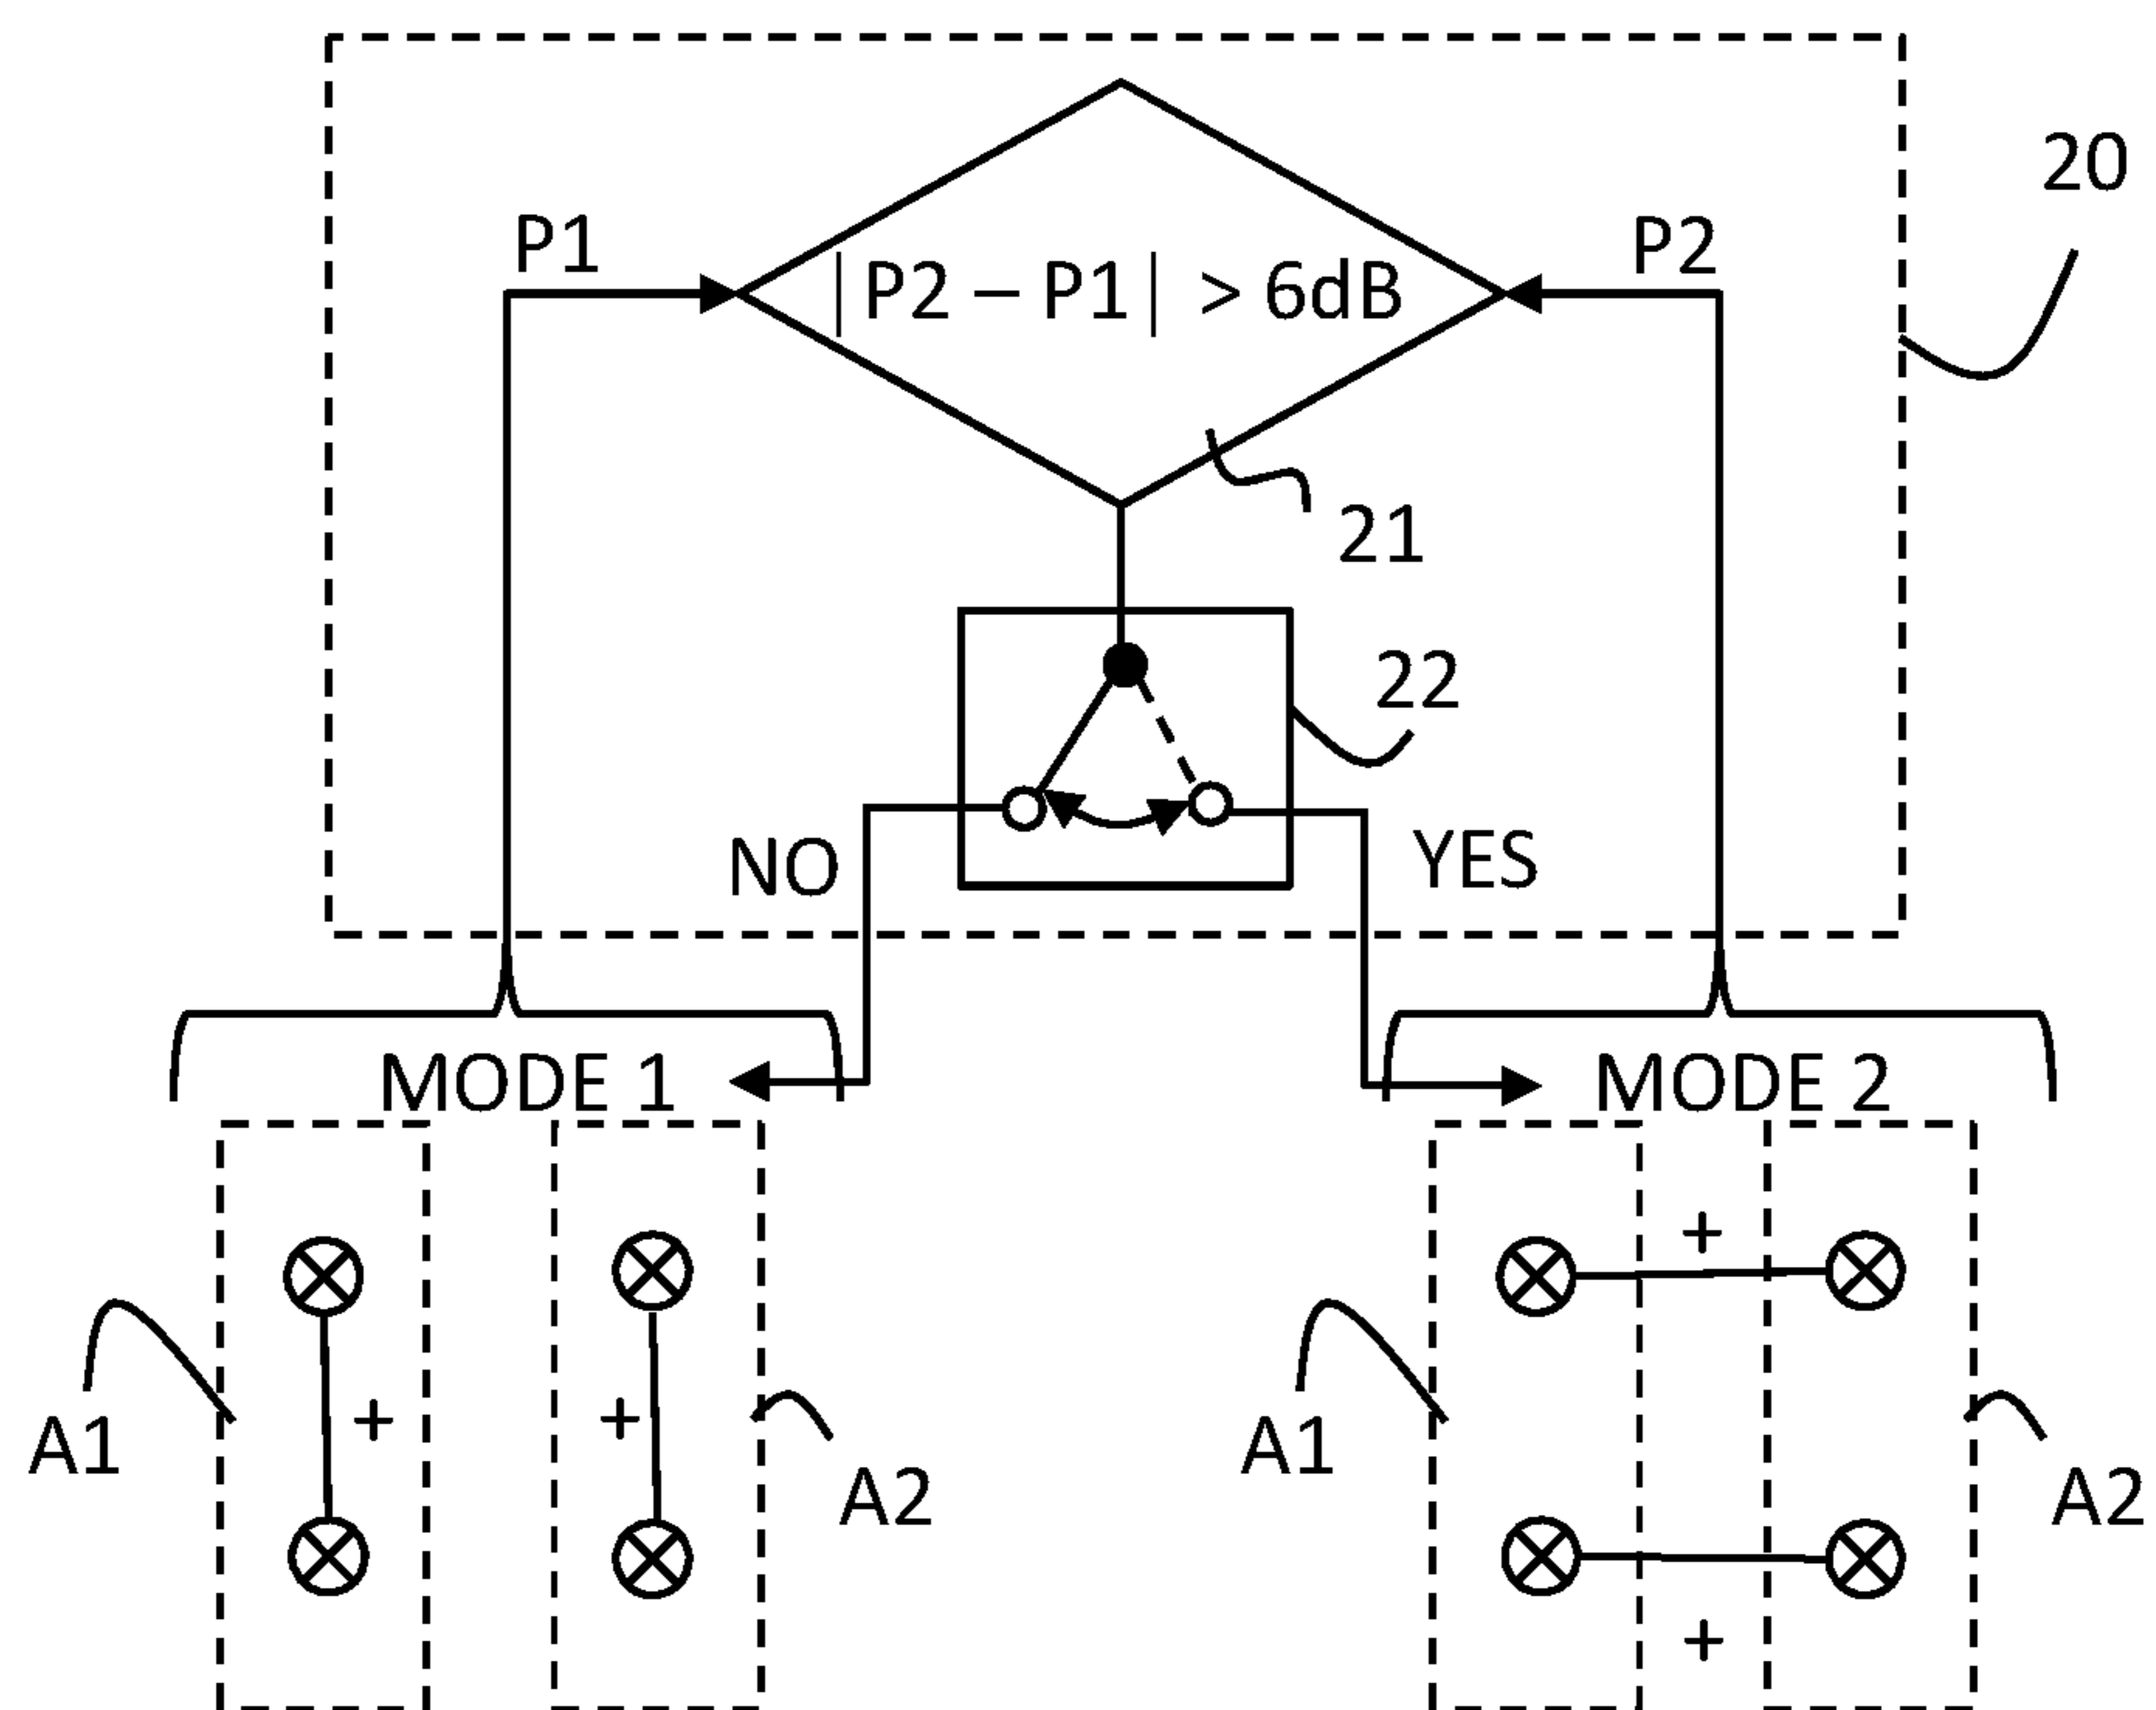 20
P1
P2
|P2 – P1| > 6dB
21
22
NO
YES
MODE 1
MODE 2
+
A1
+
+
A2
A1
A2
+